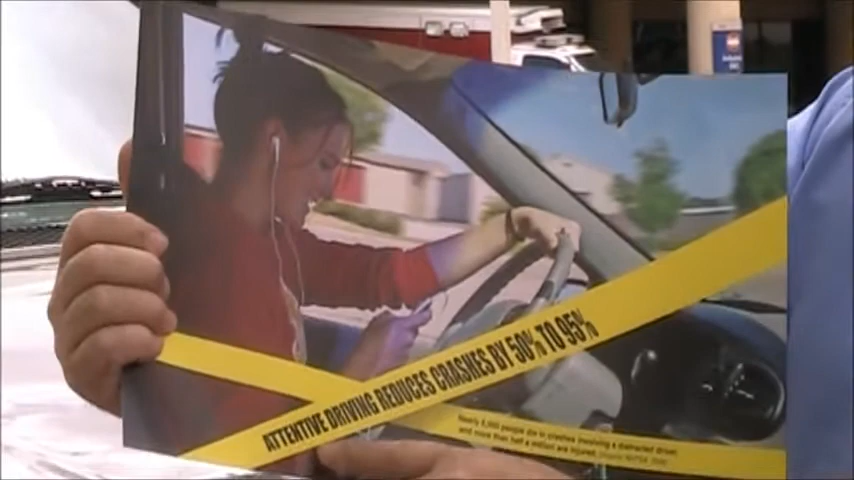 ATTENTIVE DRIVING REDUCES CRASHES BY 50% TO 95%
Nearly 6,000 people die in crashes involving a distracted driver,
and more than half a million are injured.